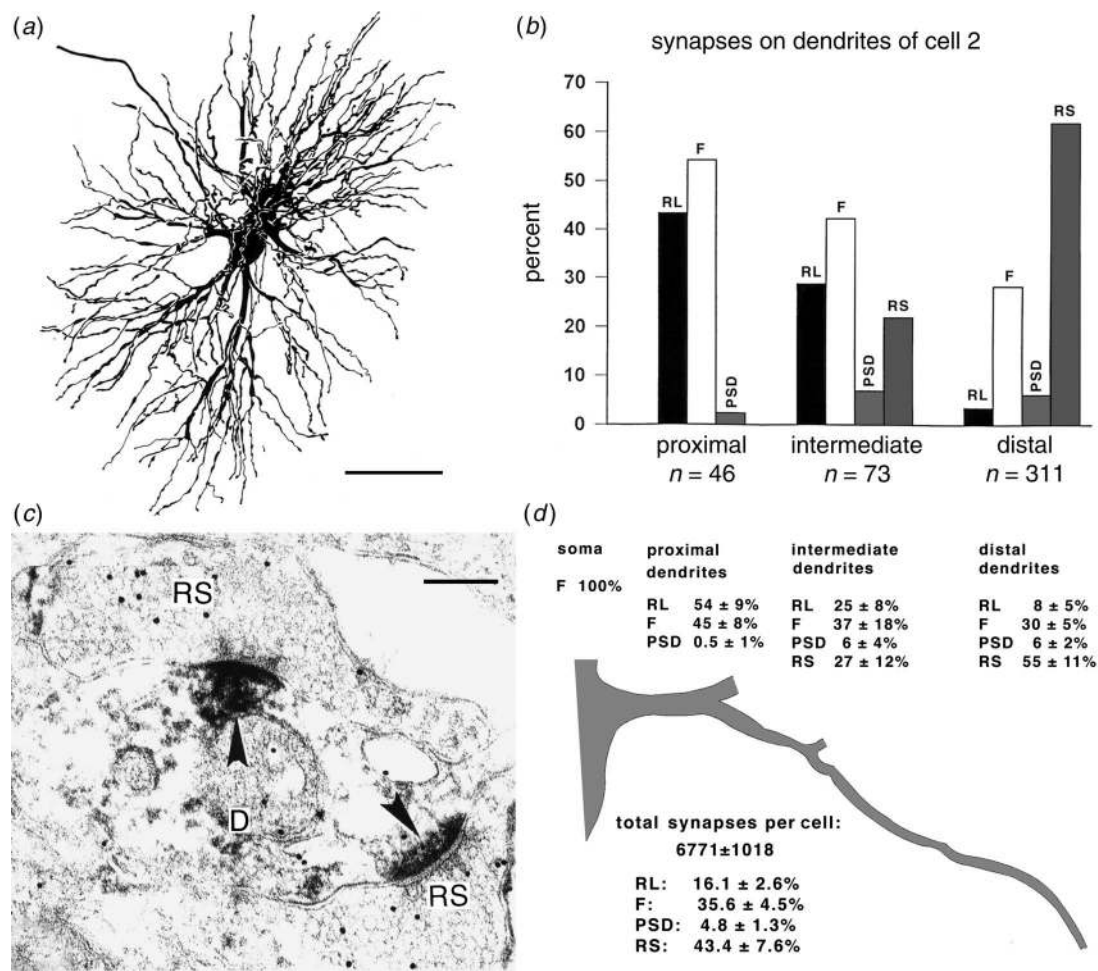 (a)
(b)
synapses on dendrites of cell 2
70
60
50
40
30
20
10
0
percent
RL
F
PSD
RL
F
PSD
RS
RL
F
PSD
RS
proximal
intermediate
distal
n = 46
n = 73
n = 311
(c)
RS
D
RS
(d)
soma
F 100%
proximal
dendrites
RL 54 ± 9%
F 45 ± 8%
PSD 0.5 ± 1%
intermediate
dendrites
RL 25 ± 8%
F 37 ± 18%
PSD 6 ± 4%
RS 27 ± 12%
distal
dendrites
RL 8 ± 5%
F 30 ± 5%
PSD 6 ± 2%
RS 55 ± 11%
total synapses per cell:
6771±1018
RL: 16.1 ± 2.6%
F: 35.6 ± 4.5%
PSD: 4.8 ± 1.3%
RS: 43.4 ± 7.6%